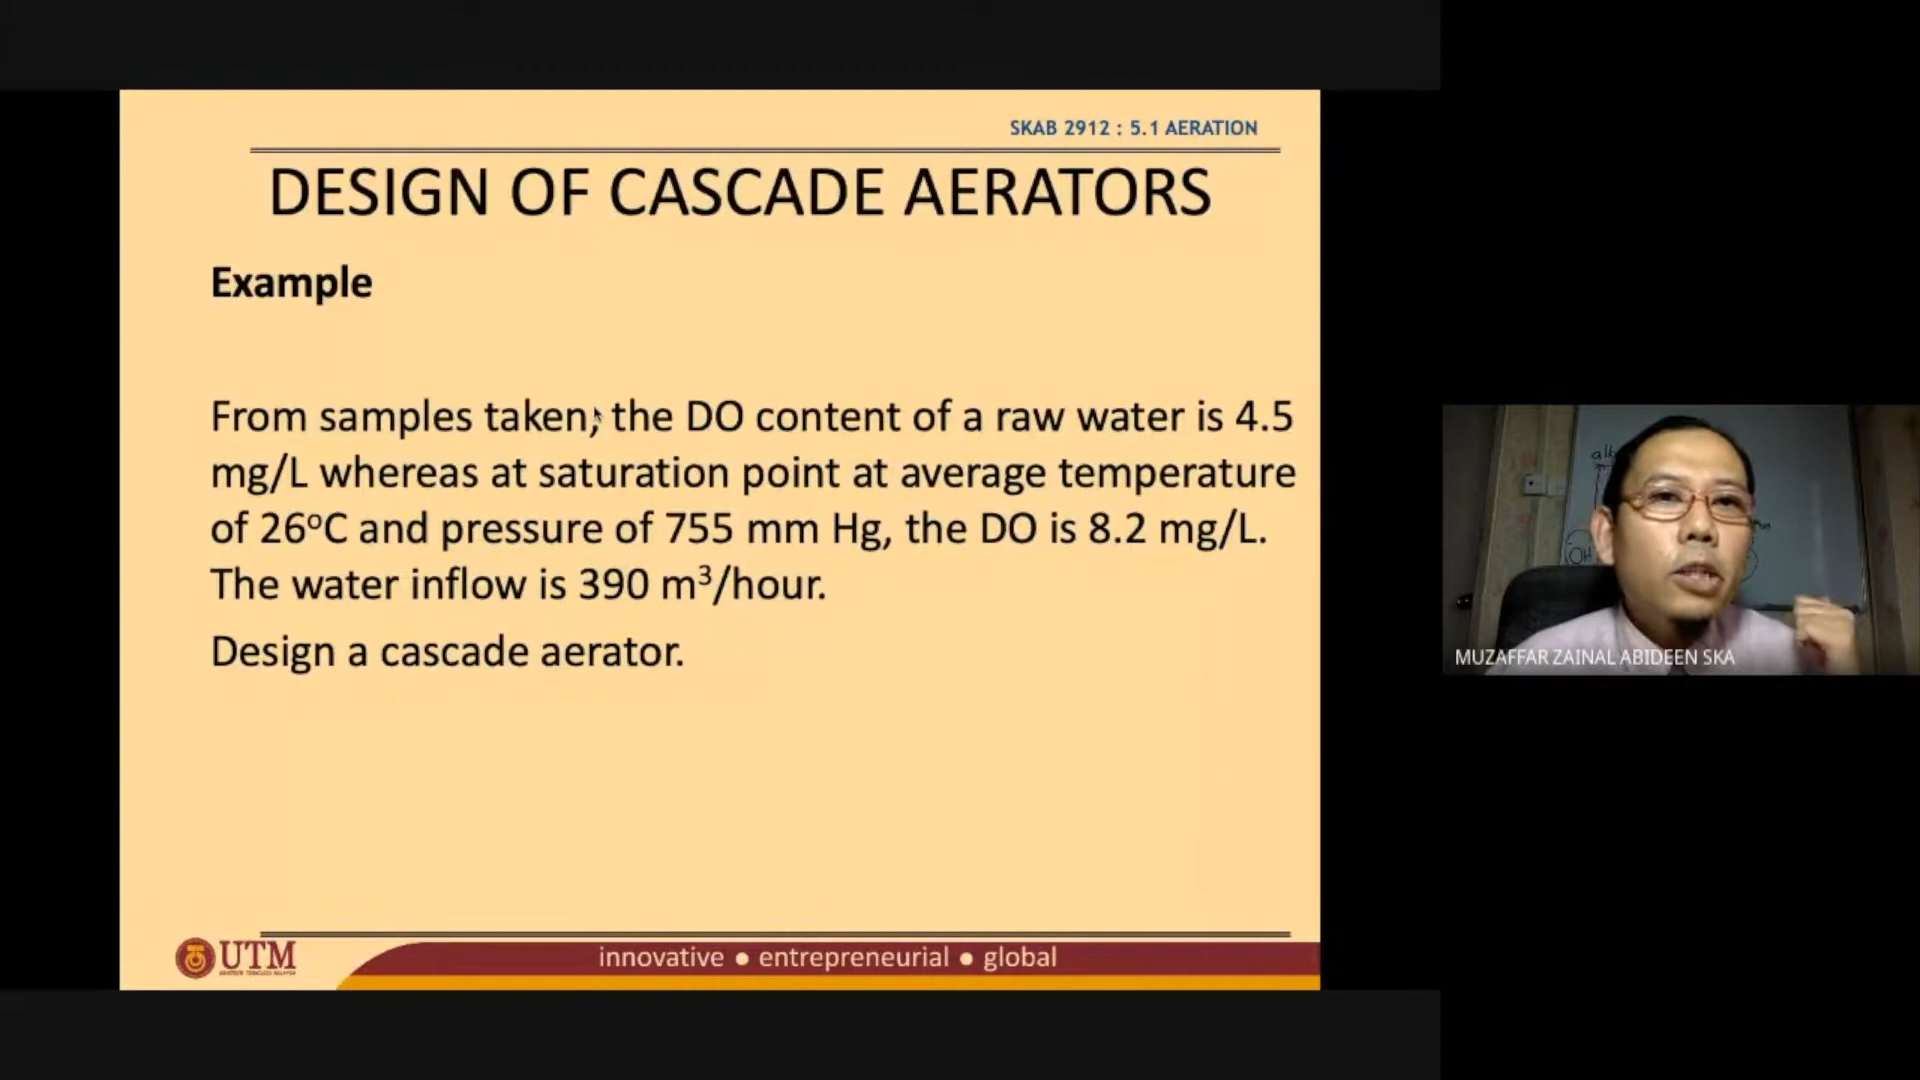 SKAB 2912 : 5.1 AERATION
DESIGN OF CASCADE AERATORS
Example
From samples taken, the DO content of a raw water is 4.5
mg/L whereas at saturation point at average temperature
of 26°C and pressure of 755 mm Hg, the DO is 8.2 mg/L.
The water inflow is 390 m³/hour.
Design a cascade aerator.
UTM
innovative ● entrepreneurial ● global
OH
MUZAFFAR ZAINAL ABIDEEN SKA